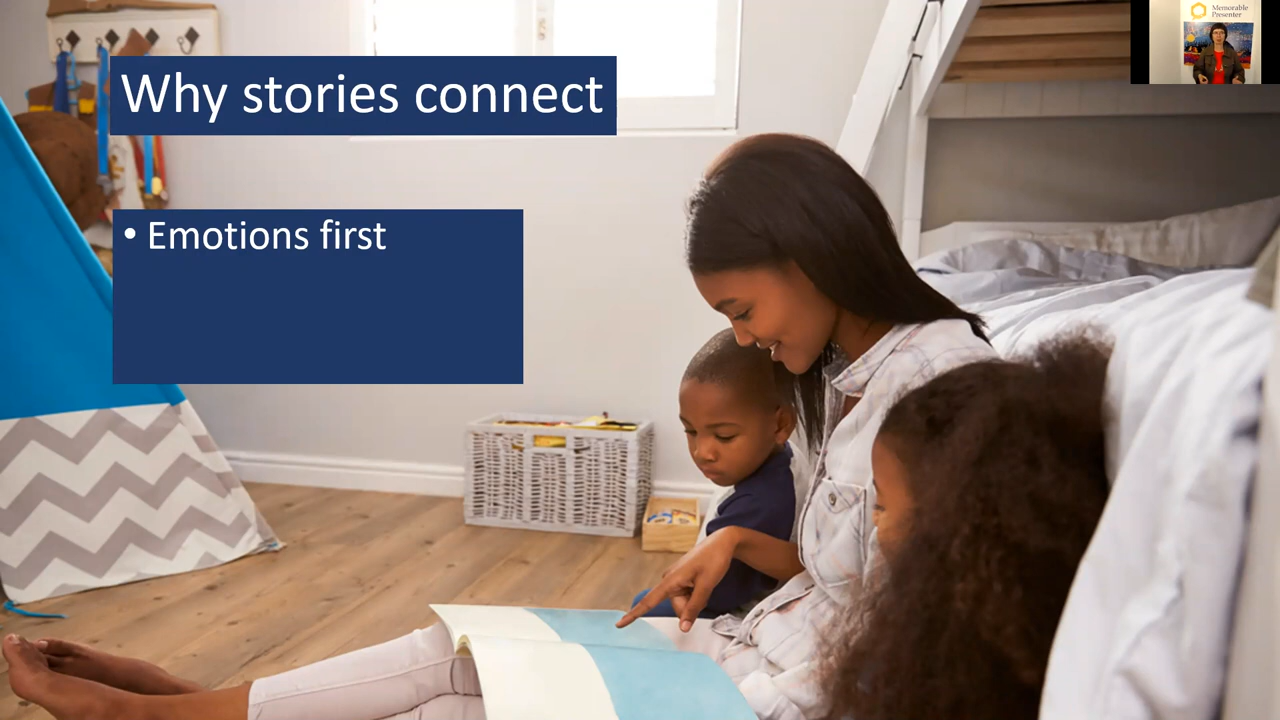 Why stories connect
• Emotions first
Memorable
Presenter